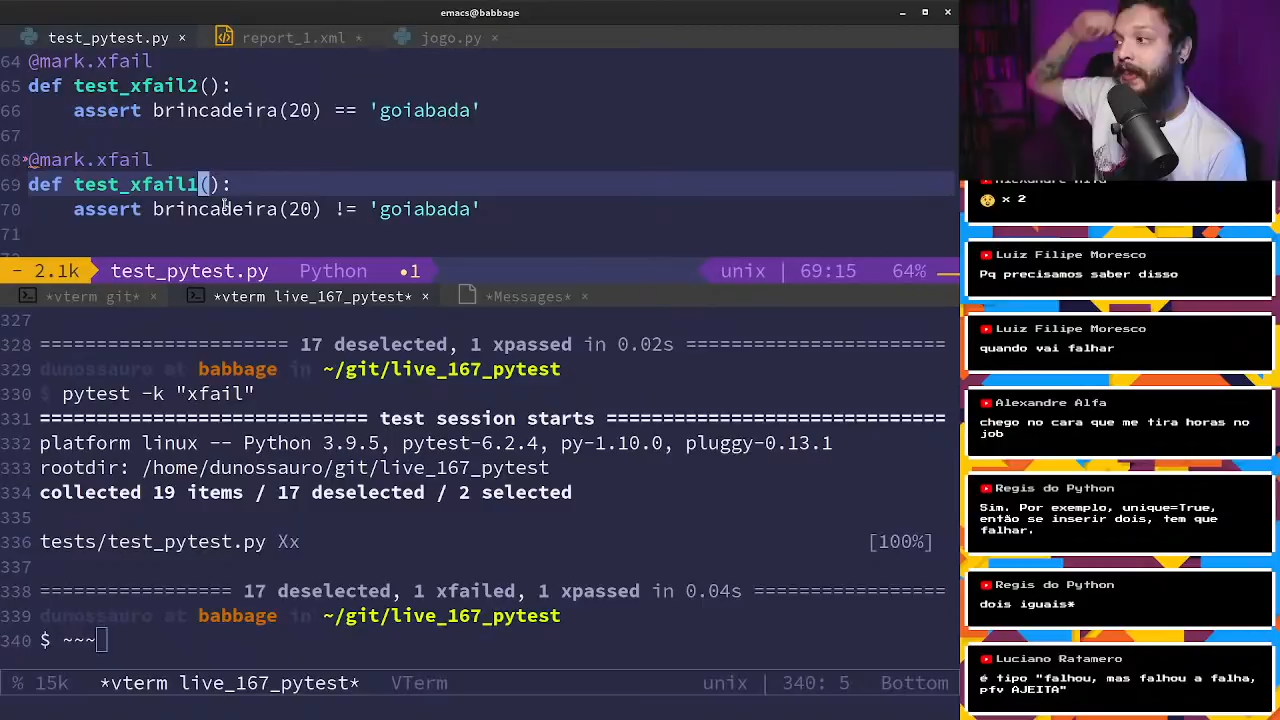 emacs@babbage
test_pytest.py × report_1.xml × jogo.py ×
64 @mark.xfail
65 def test_xfail2():
66 assert brincadeira(20) == 'goiabada'
67
68 @mark.xfail
69 def test_xfail1():
70 assert brincadeira(20) != 'goiabada'
71
- 2.1k test_pytest.py Python •1 unix | 69:15 64%
*vterm git* × *vterm live_167_pytest* × *Messages* ×
327
328 ====================== 17 deselected, 1 xpassed in 0.02s =======================
329 dunossauro at babbage in ~/git/live_167_pytest
330 $ pytest -k "xfail"
331 ============================= test session starts ==============================
332 platform linux -- Python 3.9.5, pytest-6.2.4, py-1.10.0, pluggy-0.13.1
333 rootdir: /home/dunossauro/git/live_167_pytest
334 collected 19 items / 17 deselected / 2 selected
335
336 tests/test_pytest.py Xx [100%]
337
338 ================= 17 deselected, 1 xfailed, 1 xpassed in 0.04s ==================
339 dunossauro at babbage in ~/git/live_167_pytest
340 $ ~~~
% 15k *vterm live_167_pytest* VTerm unix | 340: 5 Bottom
Alexandre Alfa
x 2
Luiz Filipe Moresco
Pq precisamos saber disso
Luiz Filipe Moresco
quando vai falhar
Alexandre Alfa
chego no cara que me tira horas no
job
Regis do Python
Sim. Por exemplo, unique=True,
então se inserir dois, tem que
falhar.
Regis do Python
dois iguais*
Luciano Ratamero
é tipo "falhou, mas falhou a falha,
pfv AJEITA"